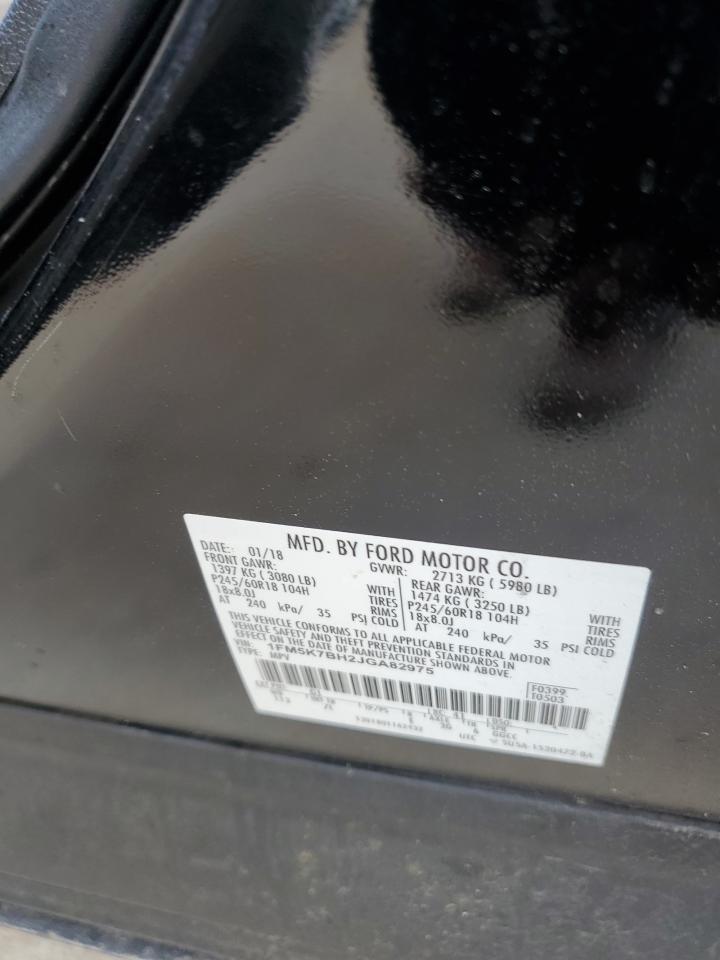 MFD. BY FORD MOTOR CO.
DATE: 01/18 GVWR: 2713 KG ( 5980 LB)
FRONT GAWR: REAR GAWR:
1397 KG ( 3080 LB) WITH 1474 KG ( 3250 LB) WITH
P245/60R18 104H TIRES P245/60R18 104H TIRES
18x8.0J RIMS 18x8.0J RIMS
AT 240 kPa/ 35 PSI COLD AT 240 kPa/ 35 PSI COLD
THIS VEHICLE CONFORMS TO ALL APPLICABLE FEDERAL MOTOR
VEHICLE SAFETY AND THEFT PREVENTION STANDARDS IN
EFFECT ON THE DATE OF MANUFACTURE SHOWN ABOVE.
VIN: 1FM5K7BH2JGA82975
MPV
F0399
T0503